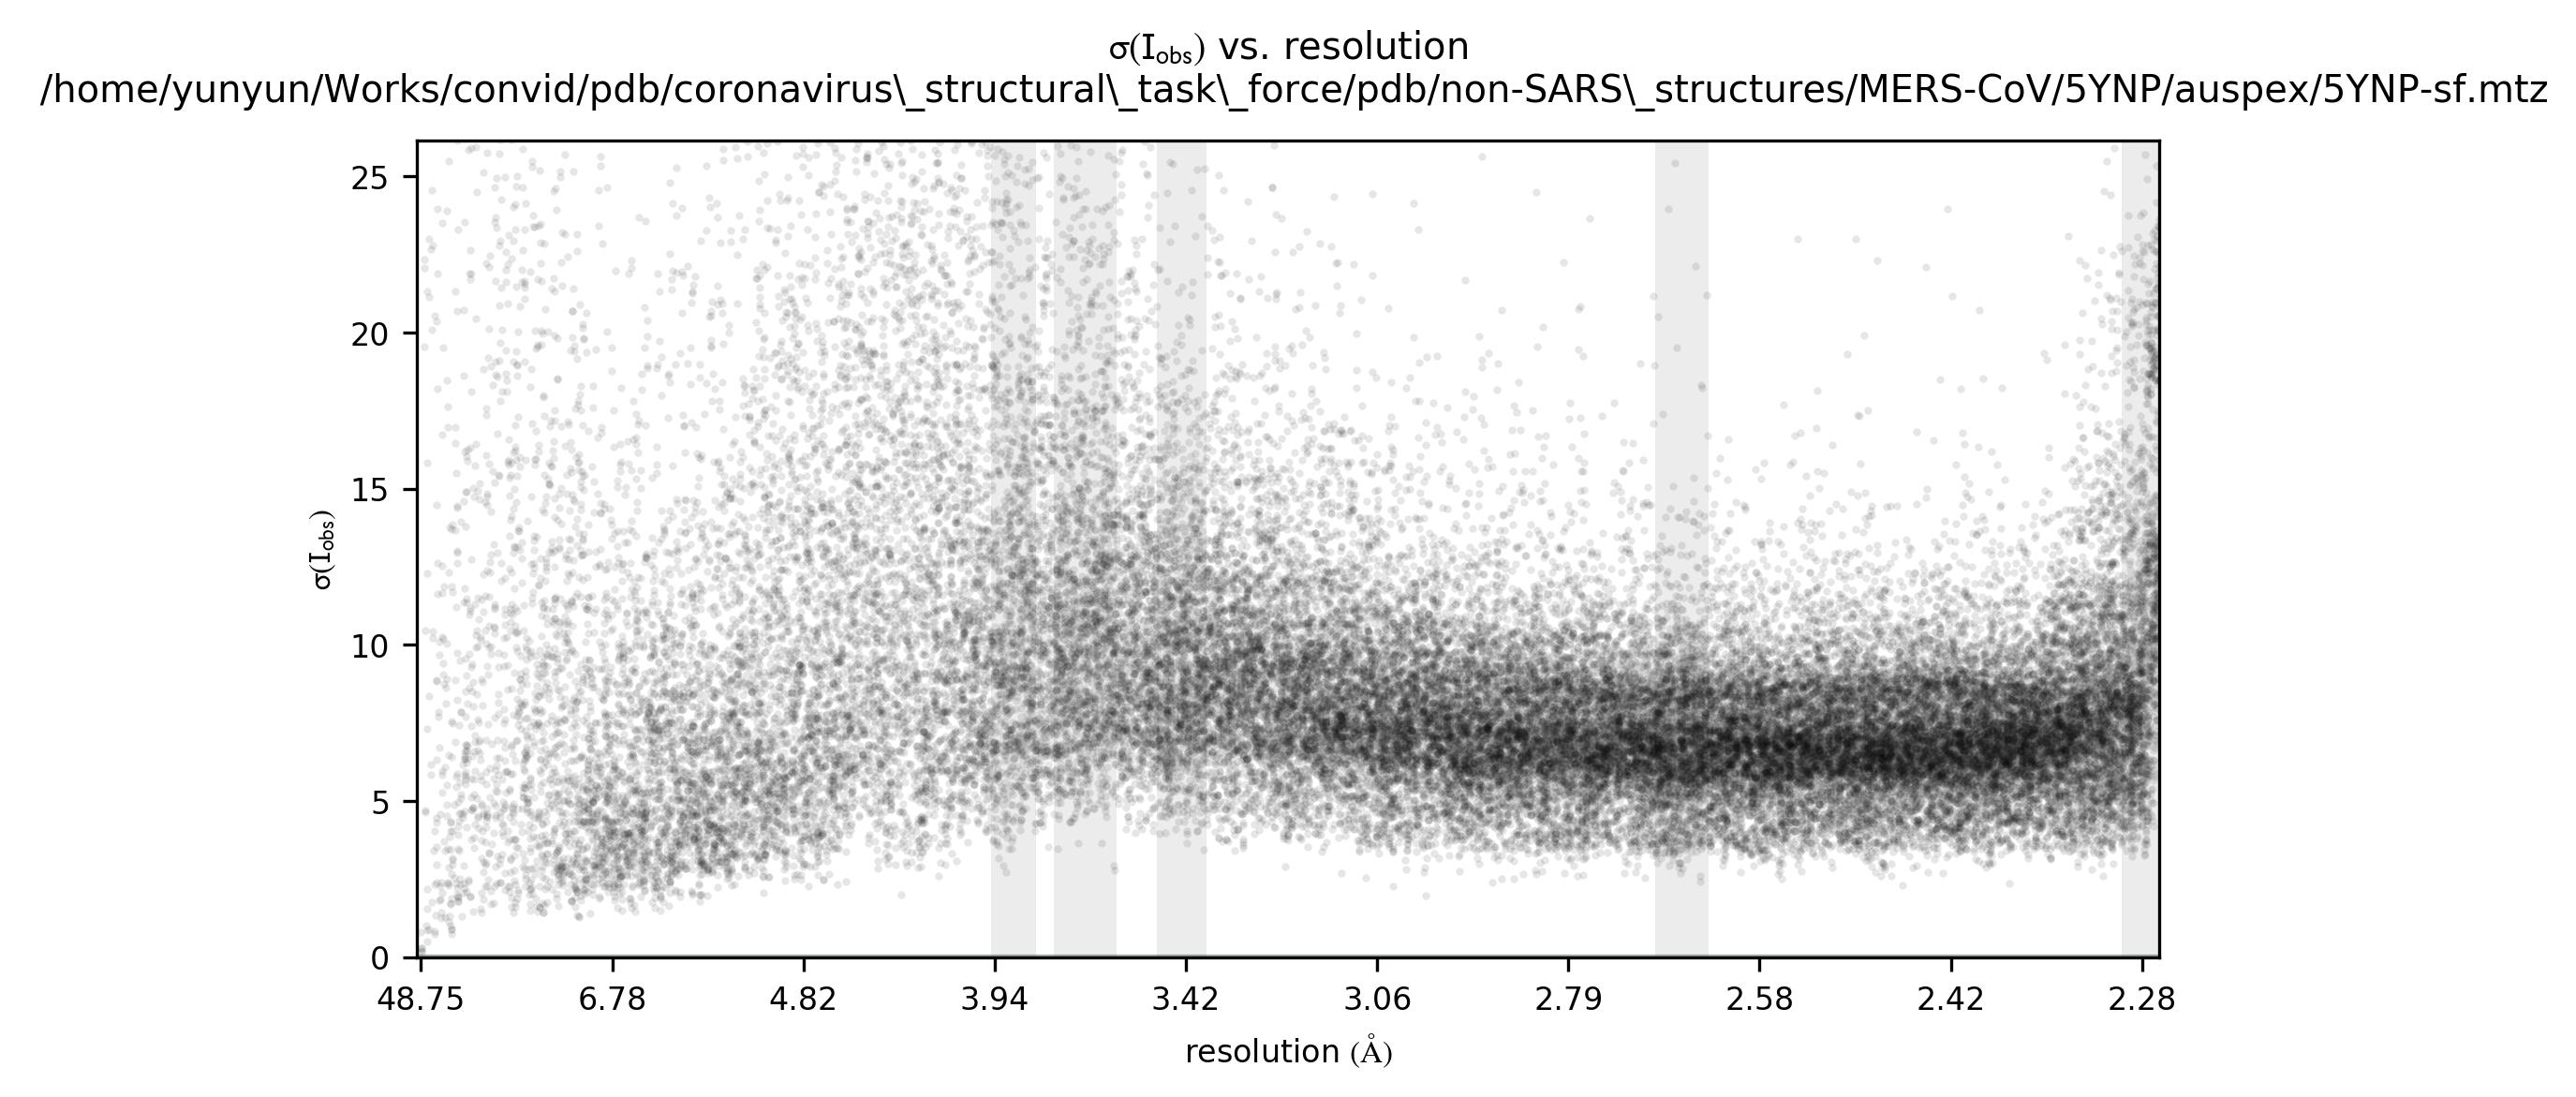 σ(I_obs) vs. resolution
/home/yunyun/Works/convid/pdb/coronavirus\_structural\_task\_force/pdb/non-SARS\_structures/MERS-CoV/5YNP/auspex/5YNP-sf.mtz
25
20
15
10
5
0
σ(I_obs)
48.75 6.78 4.82 3.94 3.42 3.06 2.79 2.58 2.42 2.28
resolution (Å)